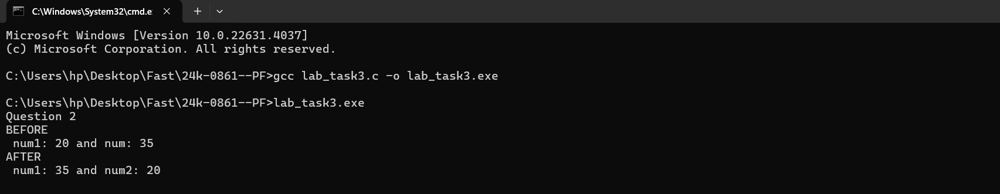 C:\Windows\System32\cmd.e
Microsoft Windows [Version 10.0.22631.4037]
(c) Microsoft Corporation. All rights reserved.
C:\Users\hp\Desktop\Fast\24k-0861--PF>gcc lab_task3.c -o lab_task3.exe
C:\Users\hp\Desktop\Fast\24k-0861--PF>lab_task3.exe
Question 2
BEFORE
 num1: 20 and num: 35
AFTER
 num1: 35 and num2: 20